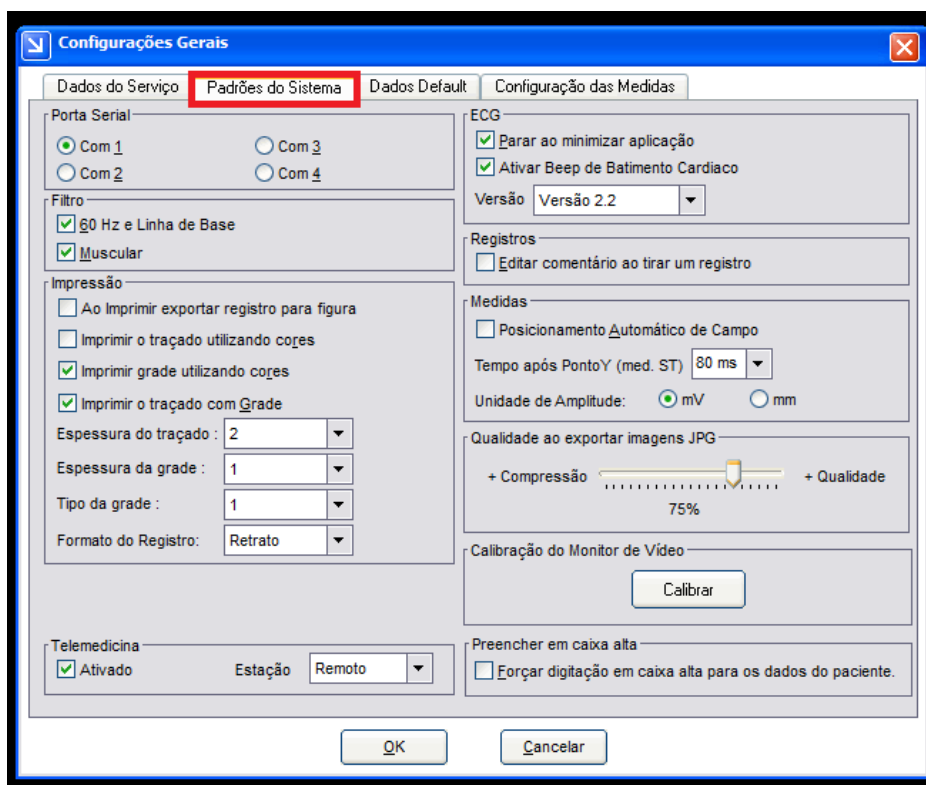 Configurações Gerais
Dados do Serviço
Padrões do Sistema
Dados Default
Configuração das Medidas
Porta Serial
Com 1
Com 3
Com 2
Com 4
Filtro
60 Hz e Linha de Base
Muscular
Impressão
Ao Imprimir exportar registro para figura
Imprimir o traçado utilizando cores
Imprimir grade utilizando cores
Imprimir o traçado com Grade
Espessura do traçado : 2
Espessura da grade : 1
Tipo da grade : 1
Formato do Registro: Retrato
Telemedicina
Ativado Estação Remoto
ECG
Parar ao minimizar aplicação
Ativar Beep de Batimento Cardiaco
Versão Versão 2.2
Registros
Editar comentário ao tirar um registro
Medidas
Posicionamento Automático de Campo
Tempo após PontoY (med. ST) 80 ms
Unidade de Amplitude: mV mm
Qualidade ao exportar imagens JPG
+ Compressão + Qualidade
75%
Calibração do Monitor de Vídeo
Calibrar
Preencher em caixa alta
Forçar digitação em caixa alta para os dados do paciente.
OK
Cancelar